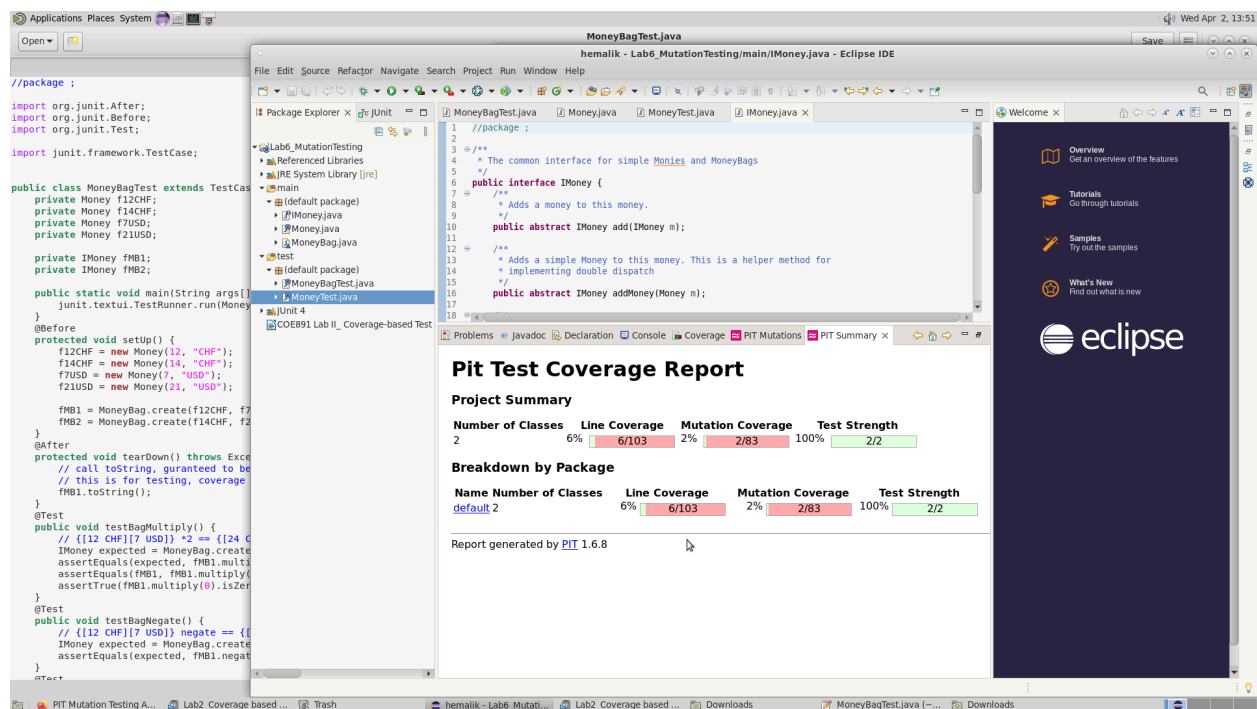 Applications Places System
Wed Apr 2, 13:51
Open
MoneyBagTest.java
Save
hemalik - Lab6_MutationTesting/main/IMoney.java - Eclipse IDE
File Edit Source Refactor Navigate Search Project Run Window Help
//package ;
import org.junit.After;
import org.junit.Before;
import org.junit.Test;
import junit.framework.TestCase;
public class MoneyBagTest extends TestCas
private Money f12CHF;
private Money f14CHF;
private Money f7USD;
private Money f21USD;
private IMoney fMB1;
private IMoney fMB2;
public static void main(String args[]
junit.textui.TestRunner.run(Money
}
@Before
protected void setUp() {
f12CHF = new Money(12, "CHF");
f14CHF = new Money(14, "CHF");
f7USD = new Money(7, "USD");
f21USD = new Money(21, "USD");
fMB1 = MoneyBag.create(f12CHF, f7
fMB2 = MoneyBag.create(f14CHF, f2
}
@After
protected void tearDown() throws Exce
// call toString, guranteed to be
// this is for testing, coverage
fMB1.toString();
}
@Test
public void testBagMultiply() {
// {[12 CHF][7 USD]} *2 == {[24 C
IMoney expected = MoneyBag.create
assertEquals(expected, fMB1.multi
assertEquals(fMB1, fMB1.multiply(
assertTrue(fMB1.multiply(0).isZer
}
@Test
public void testBagNegate() {
// {[12 CHF][7 USD]} negate == {[
IMoney expected = MoneyBag.create
assertEquals(expected, fMB1.negat
}
@Test
Package Explorer JUnit
Lab6_MutationTesting
Referenced Libraries
JRE System Library [jre]
main
(default package)
IMoney.java
Money.java
MoneyBag.java
test
(default package)
MoneyBagTest.java
MoneyTest.java
JUnit 4
COE891 Lab II_ Coverage-based Test
MoneyBagTest.java Money.java MoneyTest.java IMoney.java
1 //package ;
2
3 /**
4 * The common interface for simple Monies and MoneyBags
5 */
6 public interface IMoney {
7 /**
8 * Adds a money to this money.
9 */
10 public abstract IMoney add(IMoney m);
11
12 /**
13 * Adds a simple Money to this money. This is a helper method for
14 * implementing double dispatch
15 */
16 public abstract IMoney addMoney(Money m);
17
18
Problems Javadoc Declaration Console Coverage PIT Mutations PIT Summary
Pit Test Coverage Report
Project Summary
Number of Classes Line Coverage Mutation Coverage Test Strength
2 6% 6/103 2% 2/83 100% 2/2
Breakdown by Package
Name Number of Classes Line Coverage Mutation Coverage Test Strength
default 2 6% 6/103 2% 2/83 100% 2/2
Report generated by PIT 1.6.8
Welcome
Overview
Get an overview of the features
Tutorials
Go through tutorials
Samples
Try out the samples
What's New
Find out what is new
eclipse
PIT Mutation Testing A... Lab2_Coverage based ... Trash hemalik - Lab6_Mutati... Lab2_Coverage based ... Downloads MoneyBagTest.java (~... Downloads